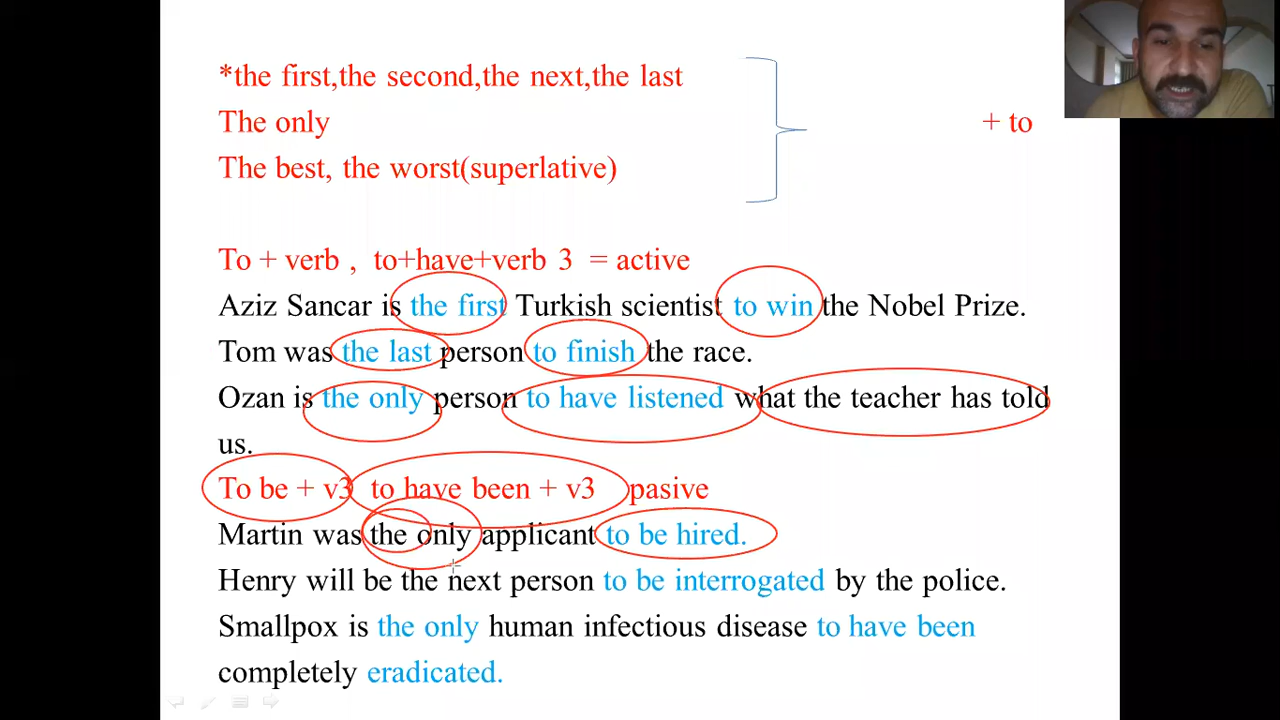 *the first,the second,the next,the last
The only
+ to
The best, the worst(superlative)
To + verb , to+have+verb 3 = active
Aziz Sancar is the first Turkish scientist to win the Nobel Prize.
Tom was the last person to finish the race.
Ozan is the only person to have listened what the teacher has told
us.
To be + v3 to have been + v3 pasive
Martin was the only applicant to be hired.
Henry will be the next person to be interrogated by the police.
Smallpox is the only human infectious disease to have been
completely eradicated.